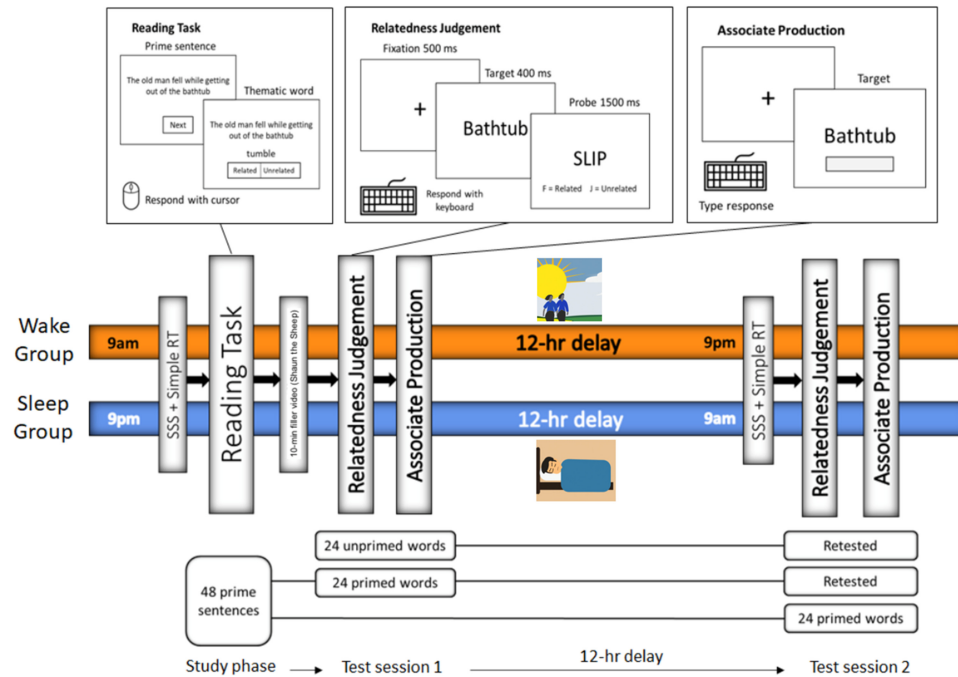 Reading Task
Prime sentence
The old man fell while getting
out of the bathtub
Next
Thematic word
The old man fell while getting
out of the bathtub
tumble
Related Unrelated
Respond with cursor
Relatedness Judgement
Fixation 500 ms
+
Target 400 ms
Bathtub
Probe 1500 ms
SLIP
F = Related J = Unrelated
Respond with
keyboard
Associate Production
+
Target
Bathtub
Type response
Wake
Group
9am
12-hr delay
9pm
Sleep
Group
9pm
12-hr delay
9am
SSS + Simple RT
Reading Task
10-min filler video (Shaun the Sheep)
Relatedness Judgement
Associate Production
SSS + Simple RT
Relatedness Judgement
Associate Production
48 prime
sentences
24 unprimed words
Retested
24 primed words
Retested
24 primed words
Study phase
Test session 1
12-hr delay
Test session 2